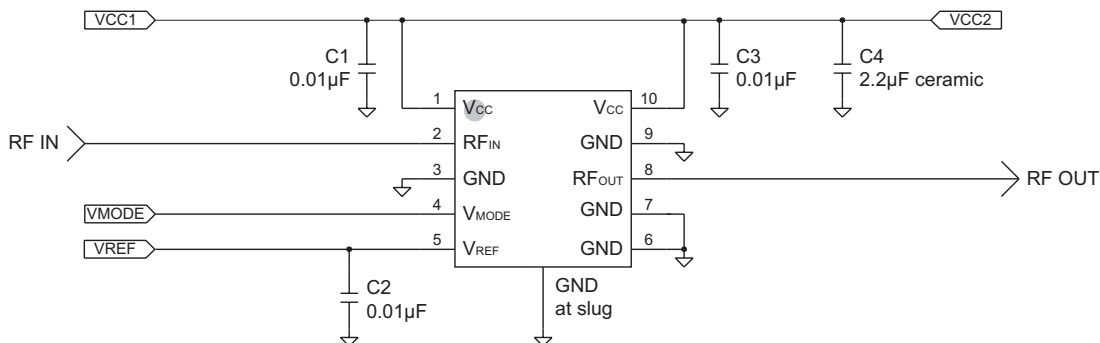 VCC1
VCC2
C1
0.01µF
C3
0.01µF
C4
2.2µF ceramic
1
VCC
VCC
10
RF IN
2
RFIN
GND
9
3
GND
RFOUT
8
RF OUT
VMODE
4
VMODE
GND
7
VREF
5
VREF
GND
6
C2
0.01µF
GND
at slug